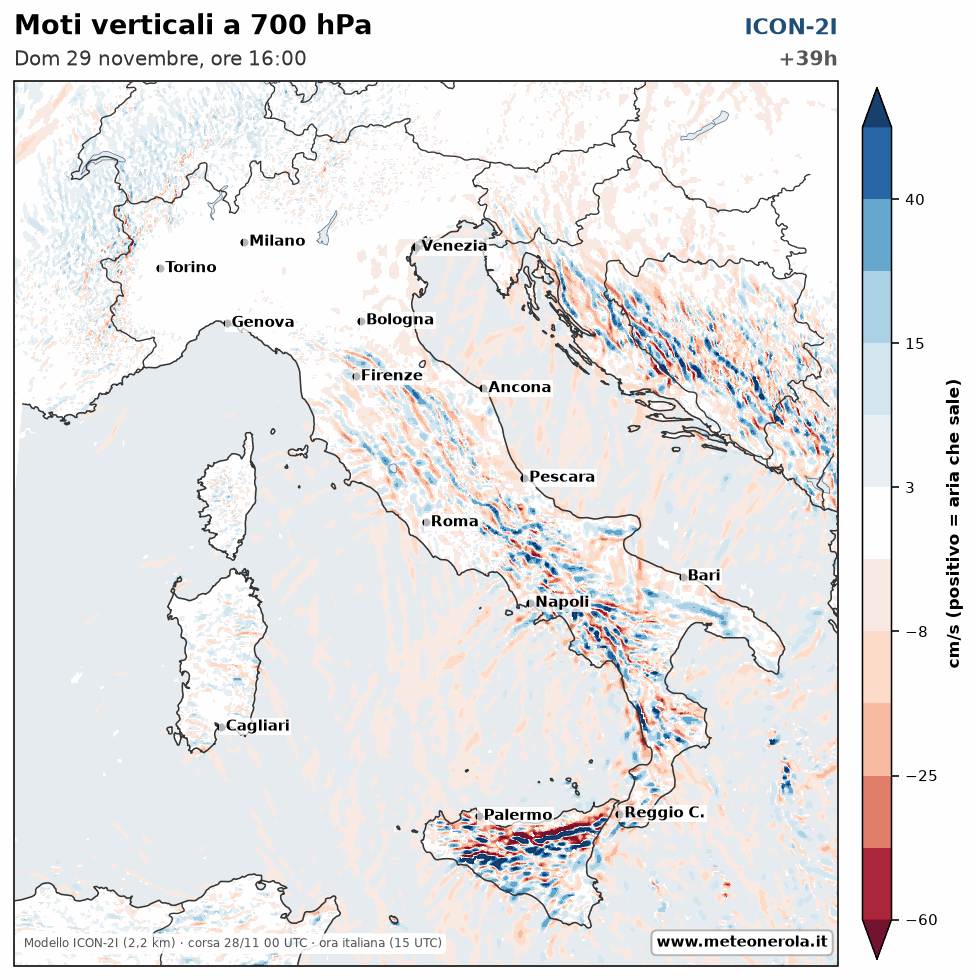 Moti verticali a 700 hPa
ICON-2I
Dom 29 novembre, ore 16:00
+39h
Milano
Venezia
Torino
Genova
Bologna
Firenze
Ancona
Pescara
Roma
Bari
Napoli
Cagliari
Palermo
Reggio C.
40
15
3
−8
−25
−60
cm/s (positivo = aria che sale)
Modello ICON-2I (2,2 km) · corsa 28/11 00 UTC · ora italiana (15 UTC)
www.meteonerola.it